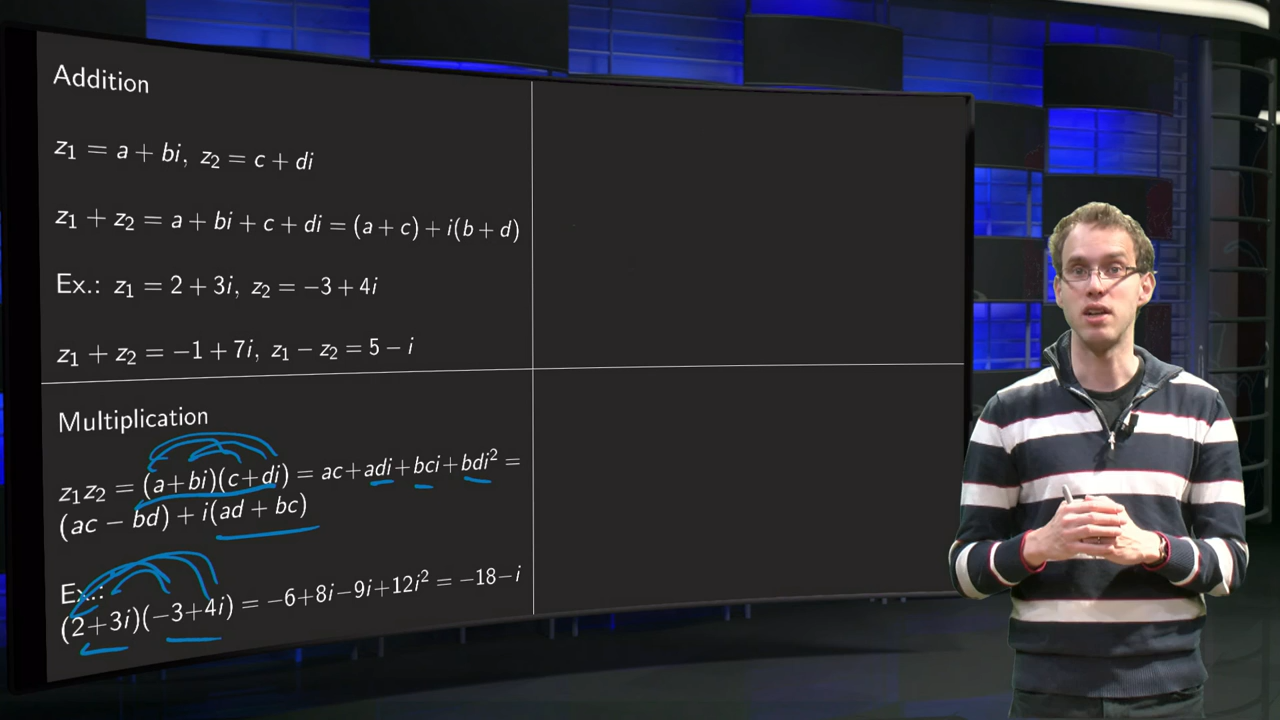 Addition
z₁ = a + bi, z₂ = c + di
z₁ + z₂ = a + bi + c + di = (a + c) + i(b + d)
Ex.: z₁ = 2 + 3i, z₂ = −3 + 4i
z₁ + z₂ = −1 + 7i, z₁ − z₂ = 5 − i
Multiplication
z₁z₂ = (a+bi)(c+di) = ac+adi+bci+bdi² =
(ac − bd) + i(ad + bc)
Ex.:
(2+3i)(−3+4i) = −6+8i−9i+12i² = −18−i